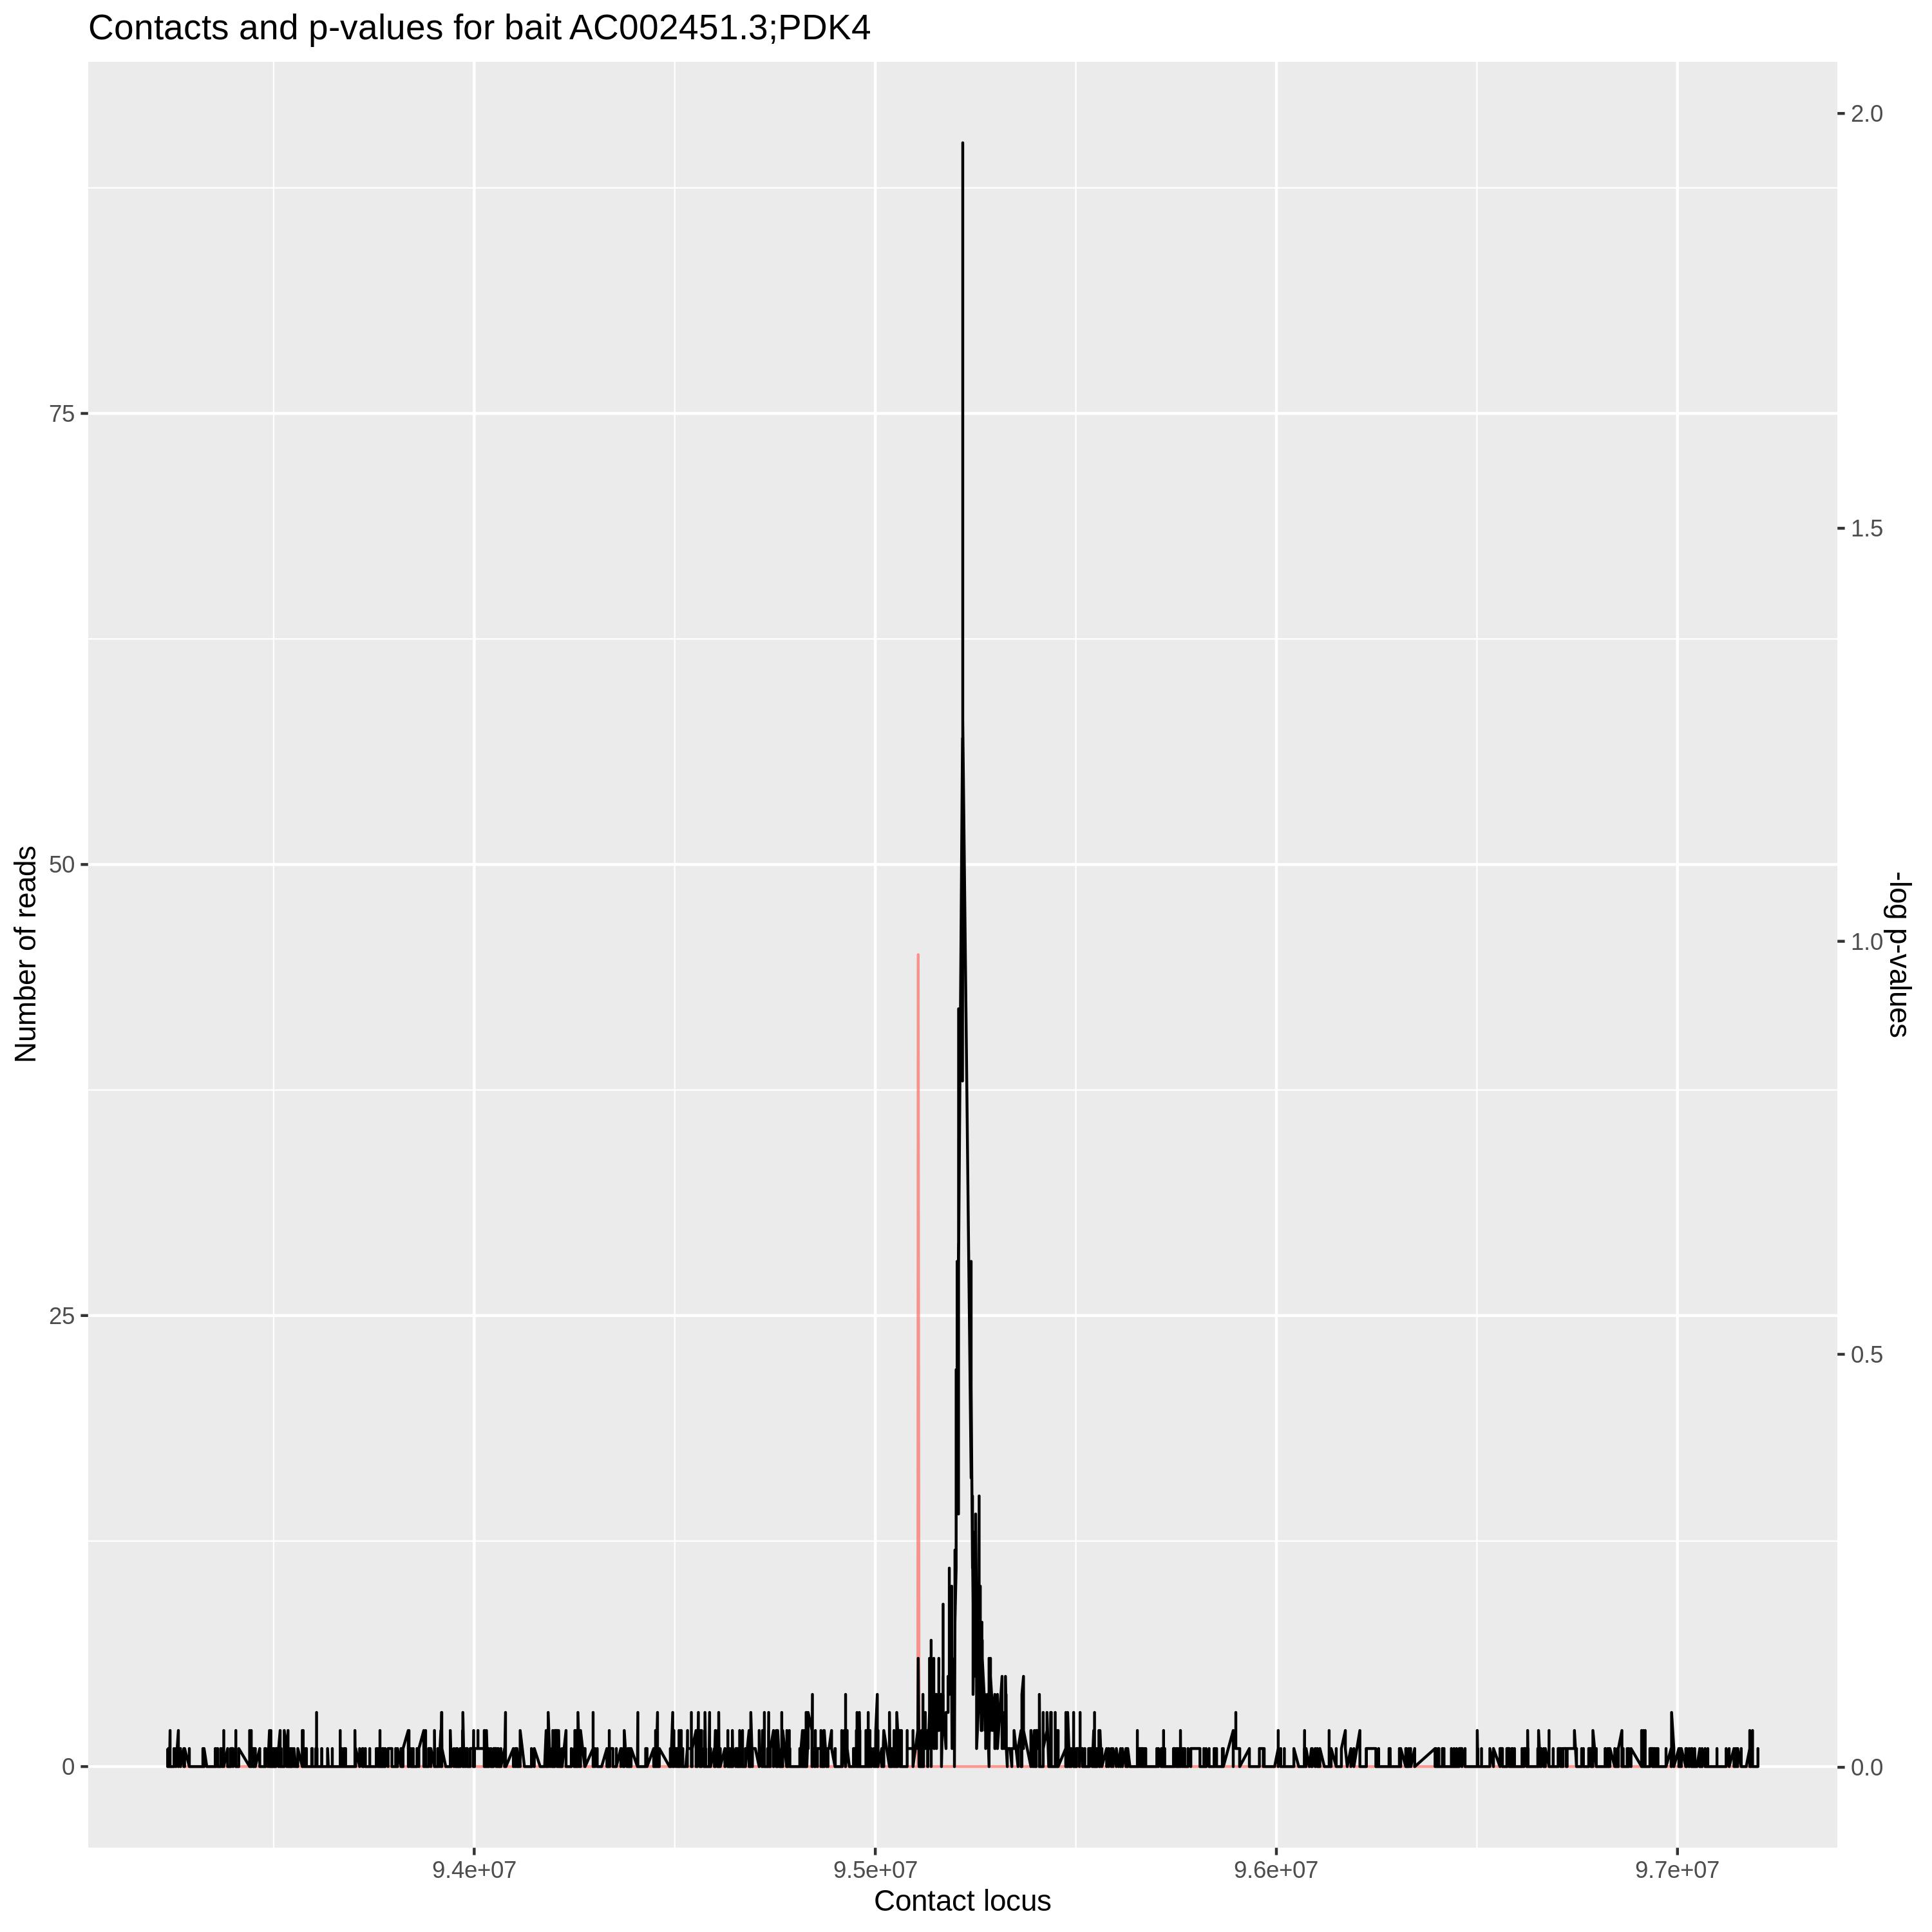 Contacts and p-values for bait AC002451.3;PDK4
Number of reads
75
50
25
0
2.0
1.5
1.0
0.5
0.0
-log p-values
9.4e+07
9.5e+07
9.6e+07
9.7e+07
Contact locus